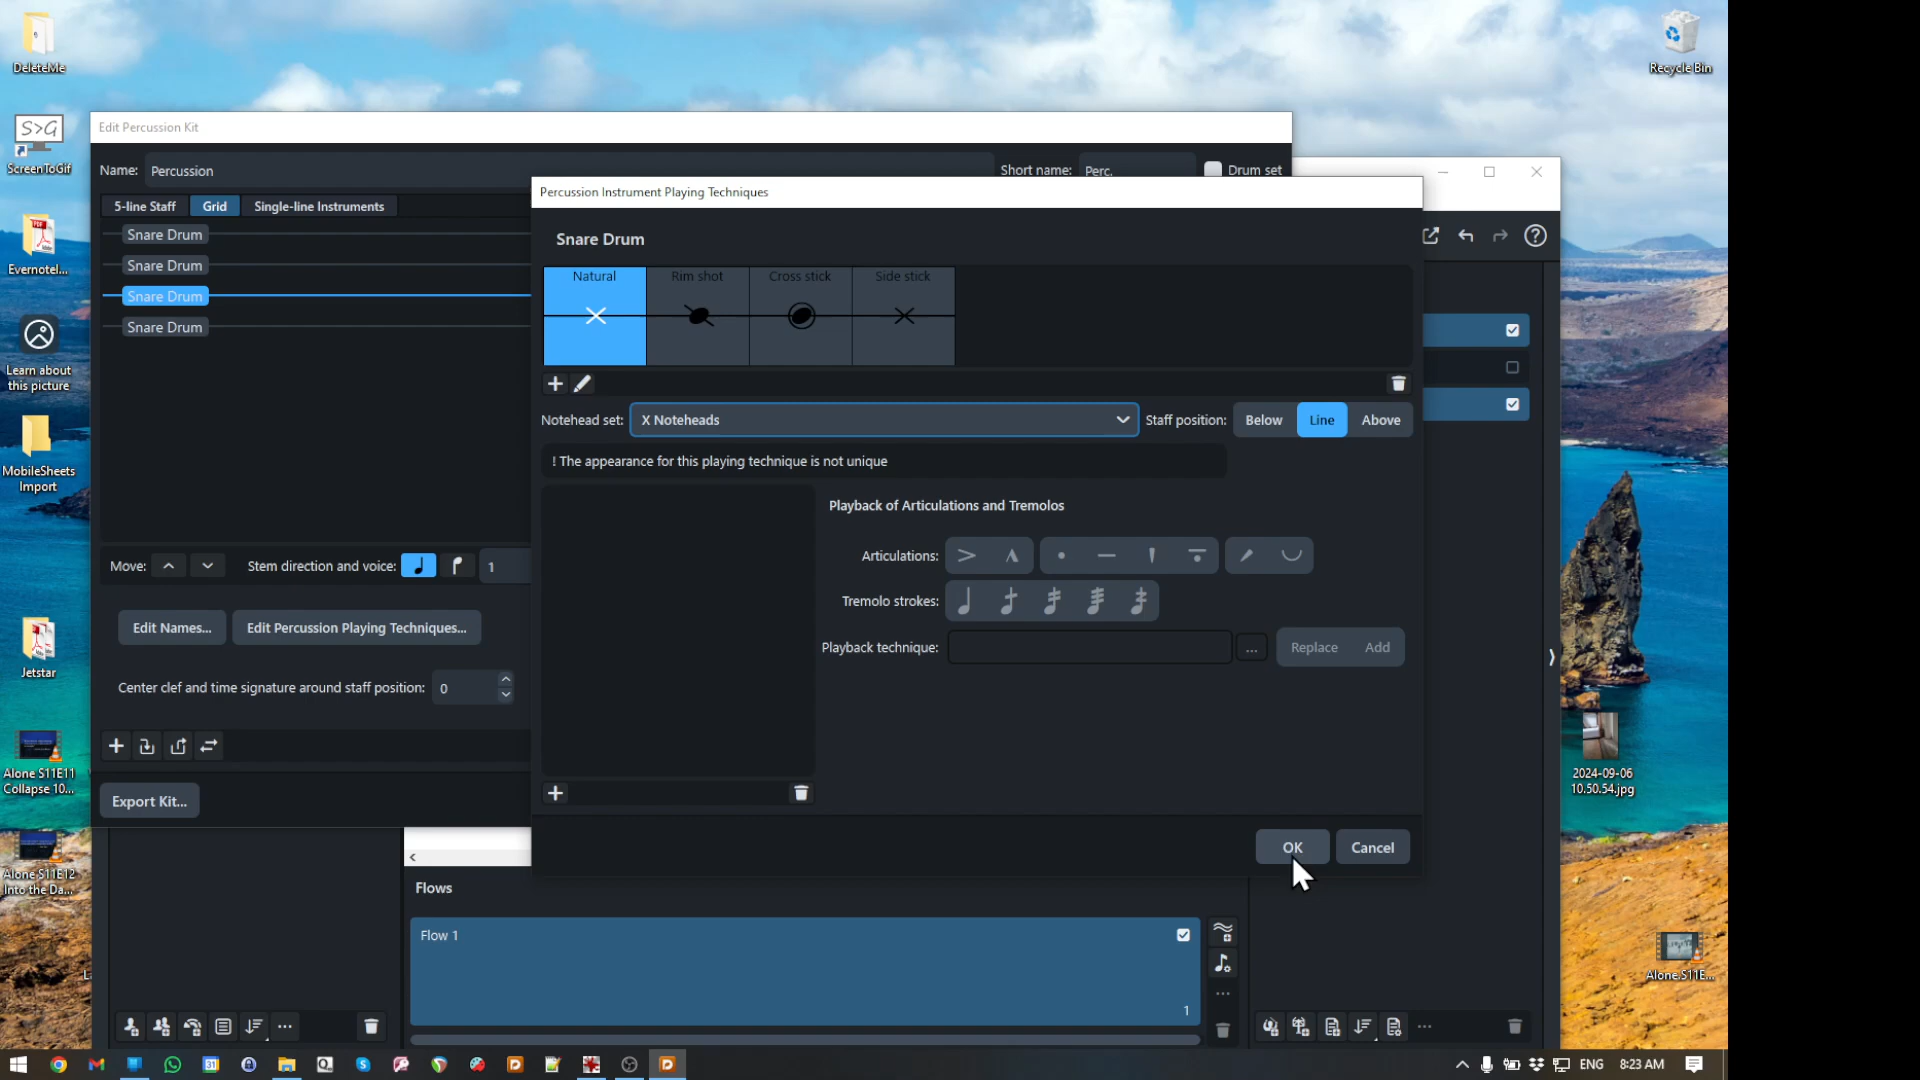 DeleteMe
Recycle Bin
S>G
ScreenToGif
Edit Percussion Kit
Name:
Percussion
Short name:
Perc.
Drum set
5-line Staff
Grid
Single-line Instruments
Snare Drum
Snare Drum
Snare Drum
Snare Drum
Percussion Instrument Playing Techniques
Snare Drum
Natural
Rim shot
Cross stick
Side stick
Evernotel...
Learn about
this picture
MobileSheets
Import
Jetstar
Alone S11E11
Collapse 10...
Alone S11E12
Into the Da...
Notehead set:
X Noteheads
Staff position:
Below
Line
Above
! The appearance for this playing technique is not unique
Playback of Articulations and Tremolos
Articulations:
Tremolo strokes:
Playback technique:
...
Replace
Add
Move:
Stem direction and voice:
1
Edit Names...
Edit Percussion Playing Techniques...
Center clef and time signature around staff position:
0
Export Kit...
OK
Cancel
Flows
Flow 1
1
2024-09-06
10.50.54.jpg
Alone.S11E...
ENG
8:23 AM